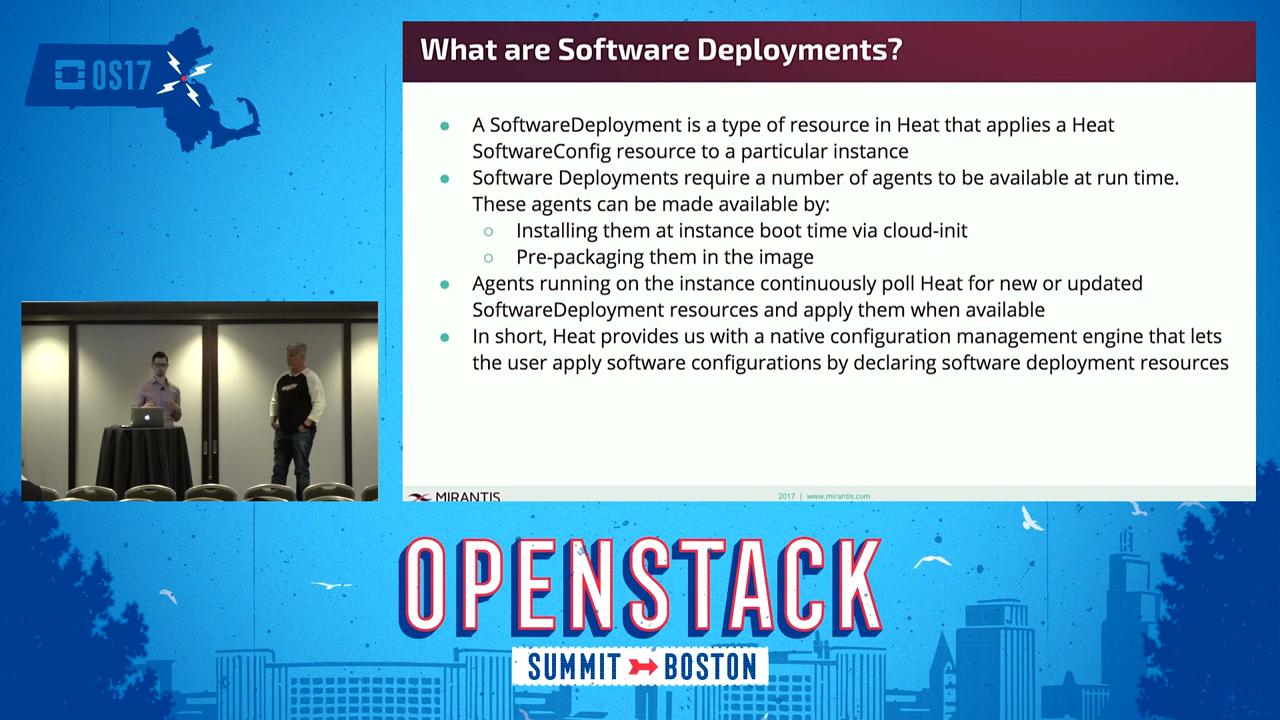 OS17
What are Software Deployments?
● A SoftwareDeployment is a type of resource in Heat that applies a Heat
SoftwareConfig resource to a particular instance
● Software Deployments require a number of agents to be available at run time.
These agents can be made available by:
○ Installing them at instance boot time via cloud-init
○ Pre-packaging them in the image
● Agents running on the instance continuously poll Heat for new or updated
SoftwareDeployment resources and apply them when available
● In short, Heat provides us with a native configuration management engine that lets
the user apply software configurations by declaring software deployment resources
MIRANTIS
2017 | www.mirantis.com
OPENSTACK
SUMMIT BOSTON